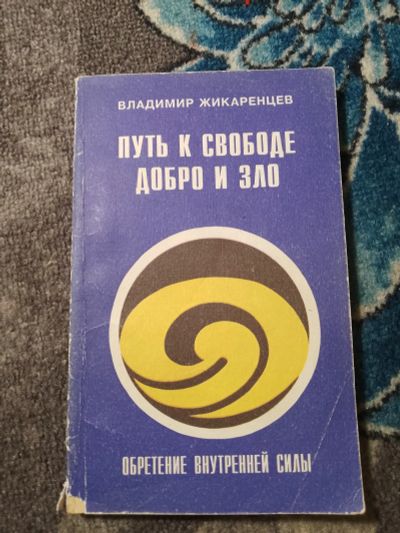 ВЛАДИМИР ЖИКАРЕНЦЕВ
ПУТЬ К СВОБОДЕ
ДОБРО И ЗЛО
ОБРЕТЕНИЕ ВНУТРЕННЕЙ СИЛЫ